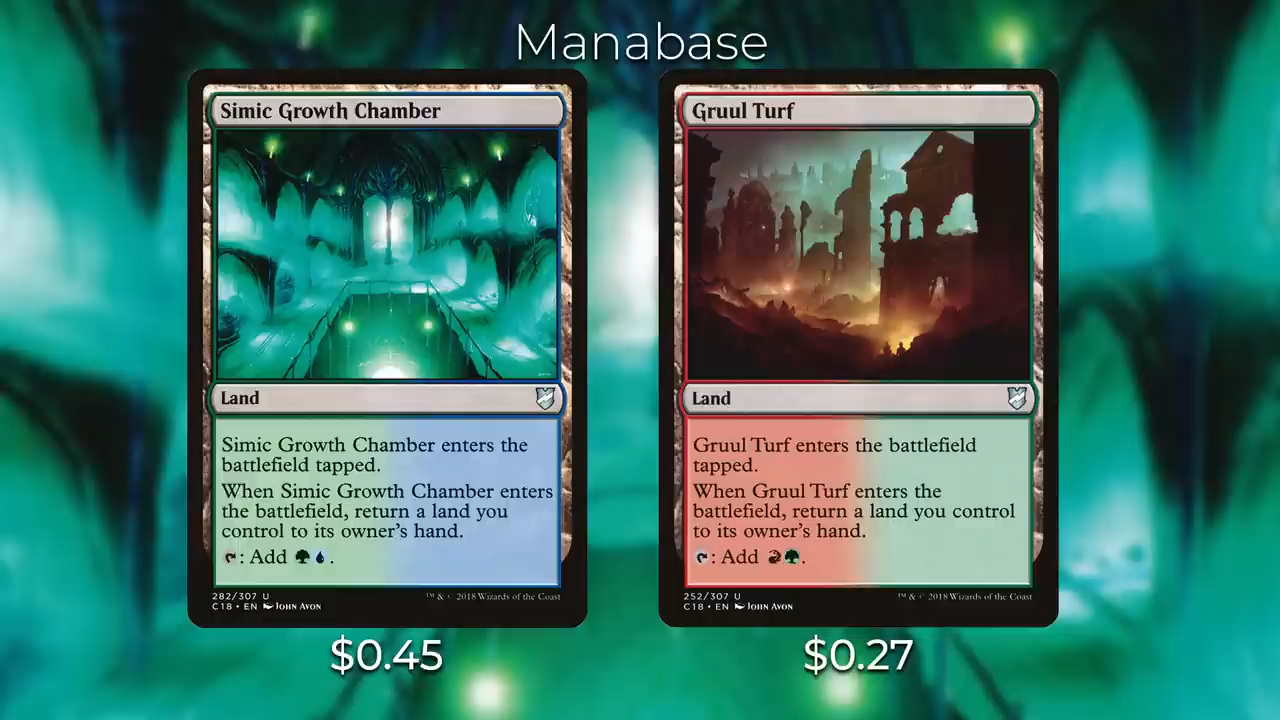 Manabase
Simic Growth Chamber
Land
Simic Growth Chamber enters the
battlefield tapped.
When Simic Growth Chamber enters
the battlefield, return a land you
control to its owner's hand.
: Add .
282/307 U
C18 • EN John Avon
™ & © 2018 Wizards of the Coast
$0.45
Gruul Turf
Land
Gruul Turf enters the battlefield
tapped.
When Gruul Turf enters the
battlefield, return a land you control
to its owner's hand.
: Add .
252/307 U
C18 • EN John Avon
™ & © 2018 Wizards of the Coast
$0.27